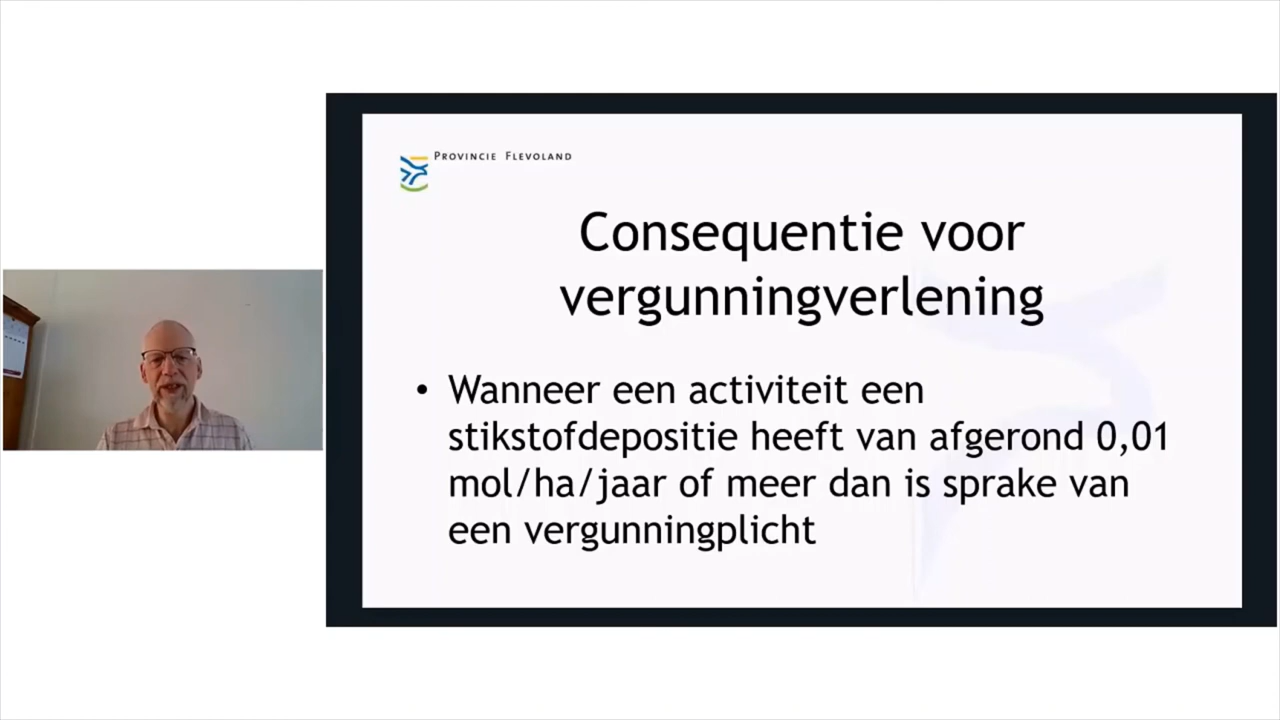 Provincie Flevoland
Consequentie voor
vergunningverlening
• Wanneer een activiteit een
stikstofdepositie heeft van afgerond 0,01
mol/ha/jaar of meer dan is sprake van
een vergunningplicht